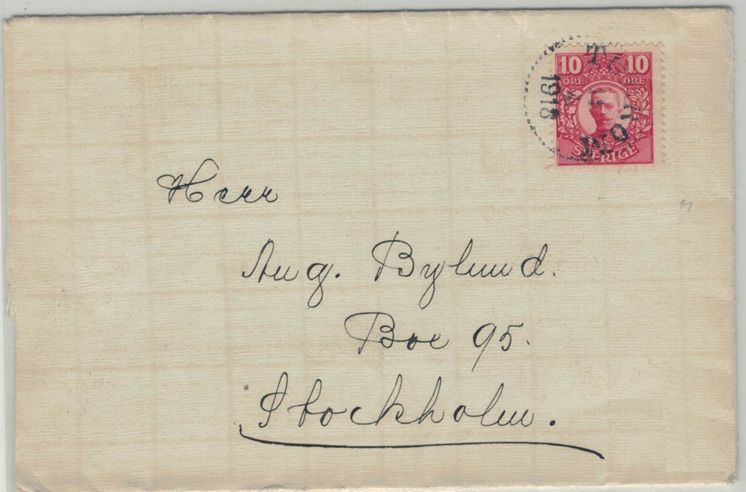 10 10
ÖRE ÖRE
SVERIGE
1918
Herr
Aug. Bylund.
Box 95.
Stockholm.